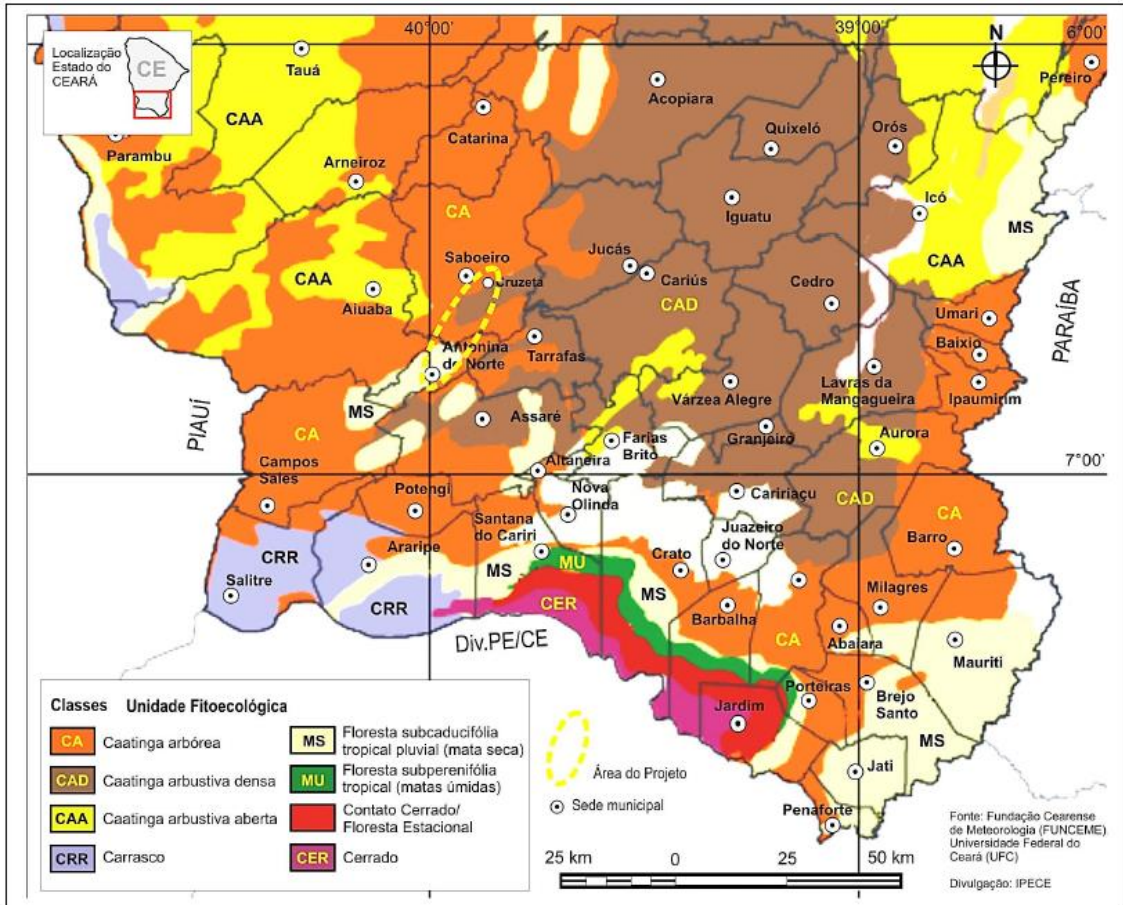 40°00'
39°00'
6°00'
Localização
Estado do
CEARÁ
CE
N
Tauá
Pereiro
Acopiara
CAA
Catarina
Quixeló
Orós
Parambu
Arneiroz
CA
Iguatu
Icó
MS
Saboeiro
Jucás
CAA
Cruzeta
Cariús
Cedro
CAA
Aiuaba
CAD
Umari
PARAÍBA
Antonina
do Norte
Tarrafas
Baixio
Lavras da
Mangagueira
Várzea Alegre
Ipaumirim
MS
Assaré
PIAUÍ
CA
Farias
Brito
Granjeiro
Aurora
Altaneira
7°00'
Campos
Sales
Potengi
Nova
Olinda
Caririaçu
CAD
CA
Santana
do Cariri
Juazeiro
do Norte
Barro
Araripe
Crato
CRR
MS
MU
Salitre
CRR
CER
MS
Milagres
Barbalha
Div.PE/CE
CA
Abaiara
Mauriti
Porteiras
Brejo
Santo
Jardim
MS
Jati
Penaforte
Classes Unidade Fitoecológica
CA Caatinga arbórea
CAD Caatinga arbustiva densa
CAA Caatinga arbustiva aberta
CRR Carrasco
MS Floresta subcaducifólia
tropical pluvial (mata seca)
MU Floresta subperenifólia
tropical (matas úmidas)
Contato Cerrado/
Floresta Estacional
CER Cerrado
Área do Projeto
Sede municipal
25 km 0 25 50 km
Fonte: Fundação Cearense
de Meteorologia (FUNCEME)
Universidade Federal do
Ceará (UFC)
Divulgação: IPECE